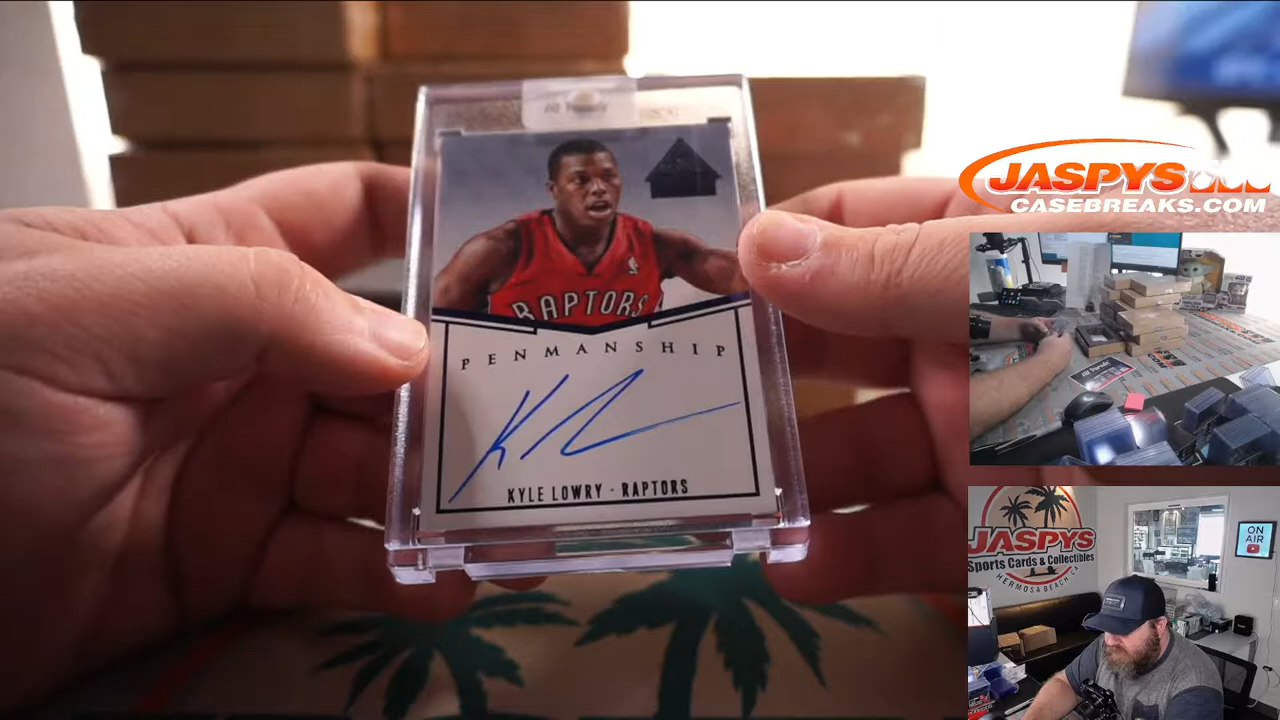 RAPTORS
PENMANSHIP
KYLE LOWRY · RAPTORS
JASPYS
CASEBREAKS.COM
JASPYS
Sports Cards & Collectibles
HERMOSA BEACH CA
ON
AIR